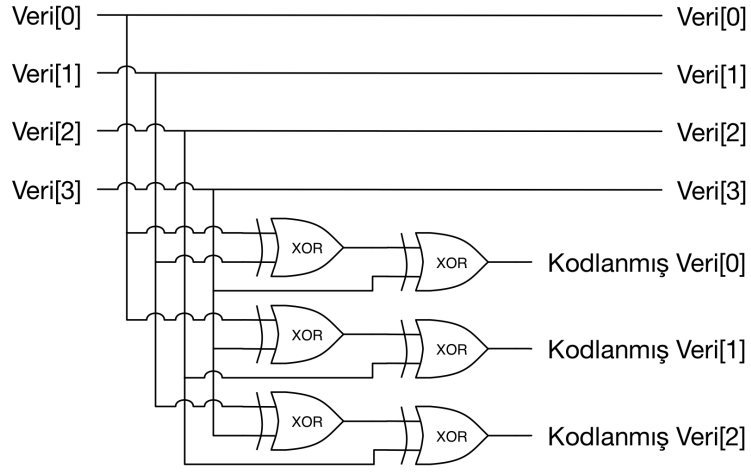 Veri[0] Veri[0]
Veri[1] Veri[1]
Veri[2] Veri[2]
Veri[3] Veri[3]
XOR XOR Kodlanmış Veri[0]
XOR XOR Kodlanmış Veri[1]
XOR XOR Kodlanmış Veri[2]